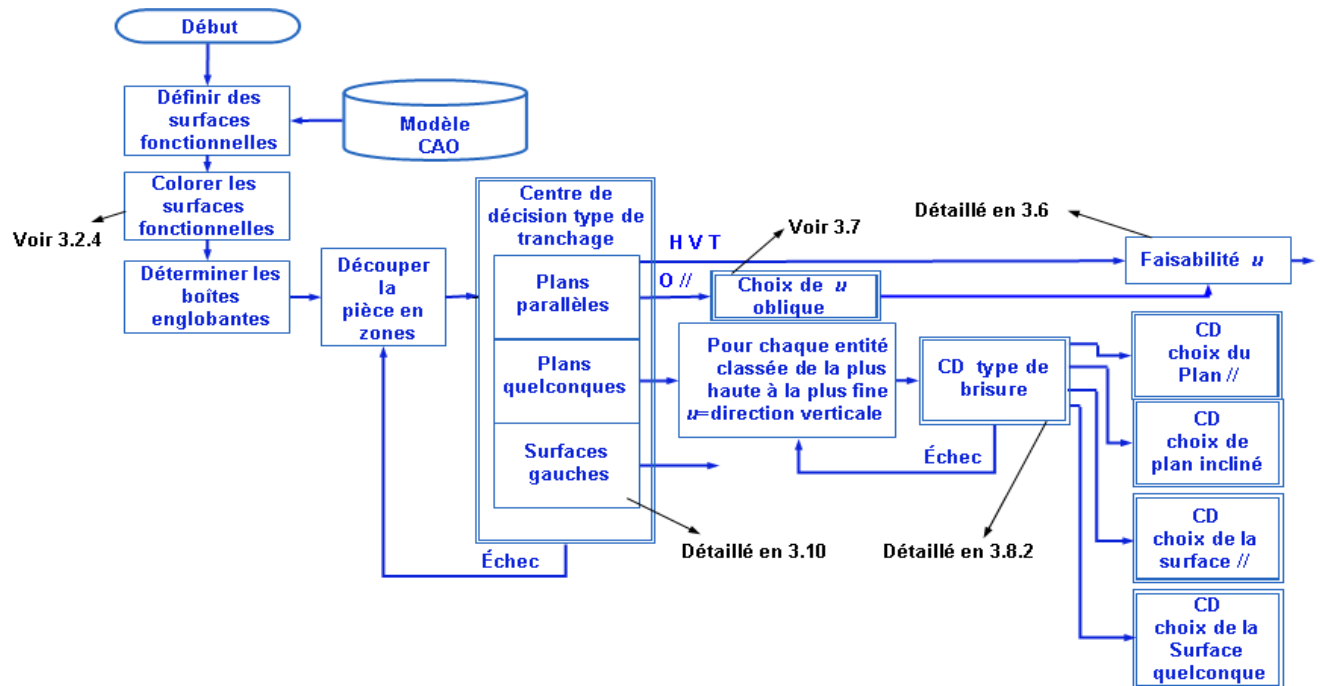 Début
Définir des
surfaces
fonctionnelles
Modèle
CAO
Colorer les
surfaces
fonctionnelles
Voir 3.2.4
Déterminer les
boîtes
englobantes
Découper
la
pièce en
zones
Centre de
décision type de
tranchage
Plans
parallèles
Plans
quelconques
Surfaces
gauches
Échec
H V T
O //
Voir 3.7
Choix de u
oblique
Détaillé en 3.6
Faisabilité u
Pour chaque entité
classée de la plus
haute à la plus fine
u=direction verticale
CD type de
brisure
Échec
Détaillé en 3.10
Détaillé en 3.8.2
CD
choix du
Plan //
CD
choix de
plan incliné
CD
choix de la
surface //
CD
choix de la
Surface
quelconque